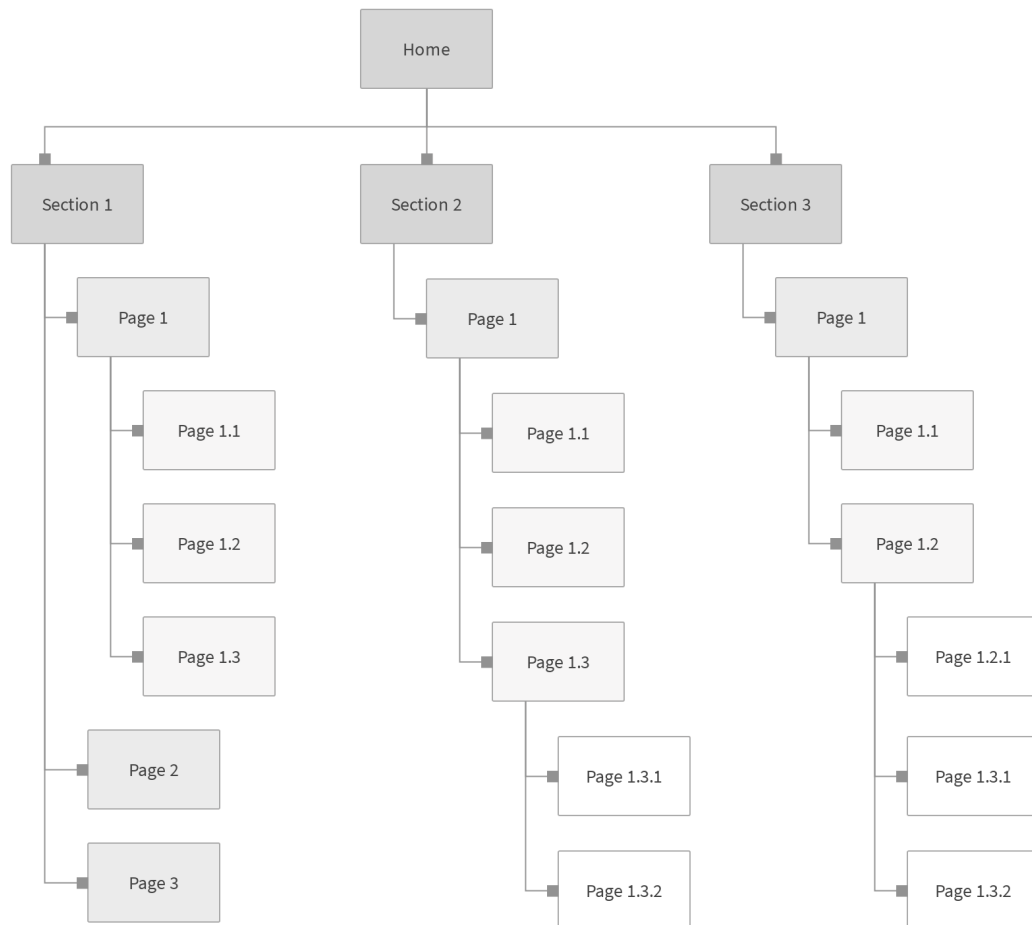 Home
Section 1
Section 2
Section 3
Page 1
Page 1
Page 1
Page 1.1
Page 1.1
Page 1.1
Page 1.2
Page 1.2
Page 1.2
Page 1.3
Page 1.3
Page 1.2.1
Page 2
Page 1.3.1
Page 1.3.1
Page 3
Page 1.3.2
Page 1.3.2